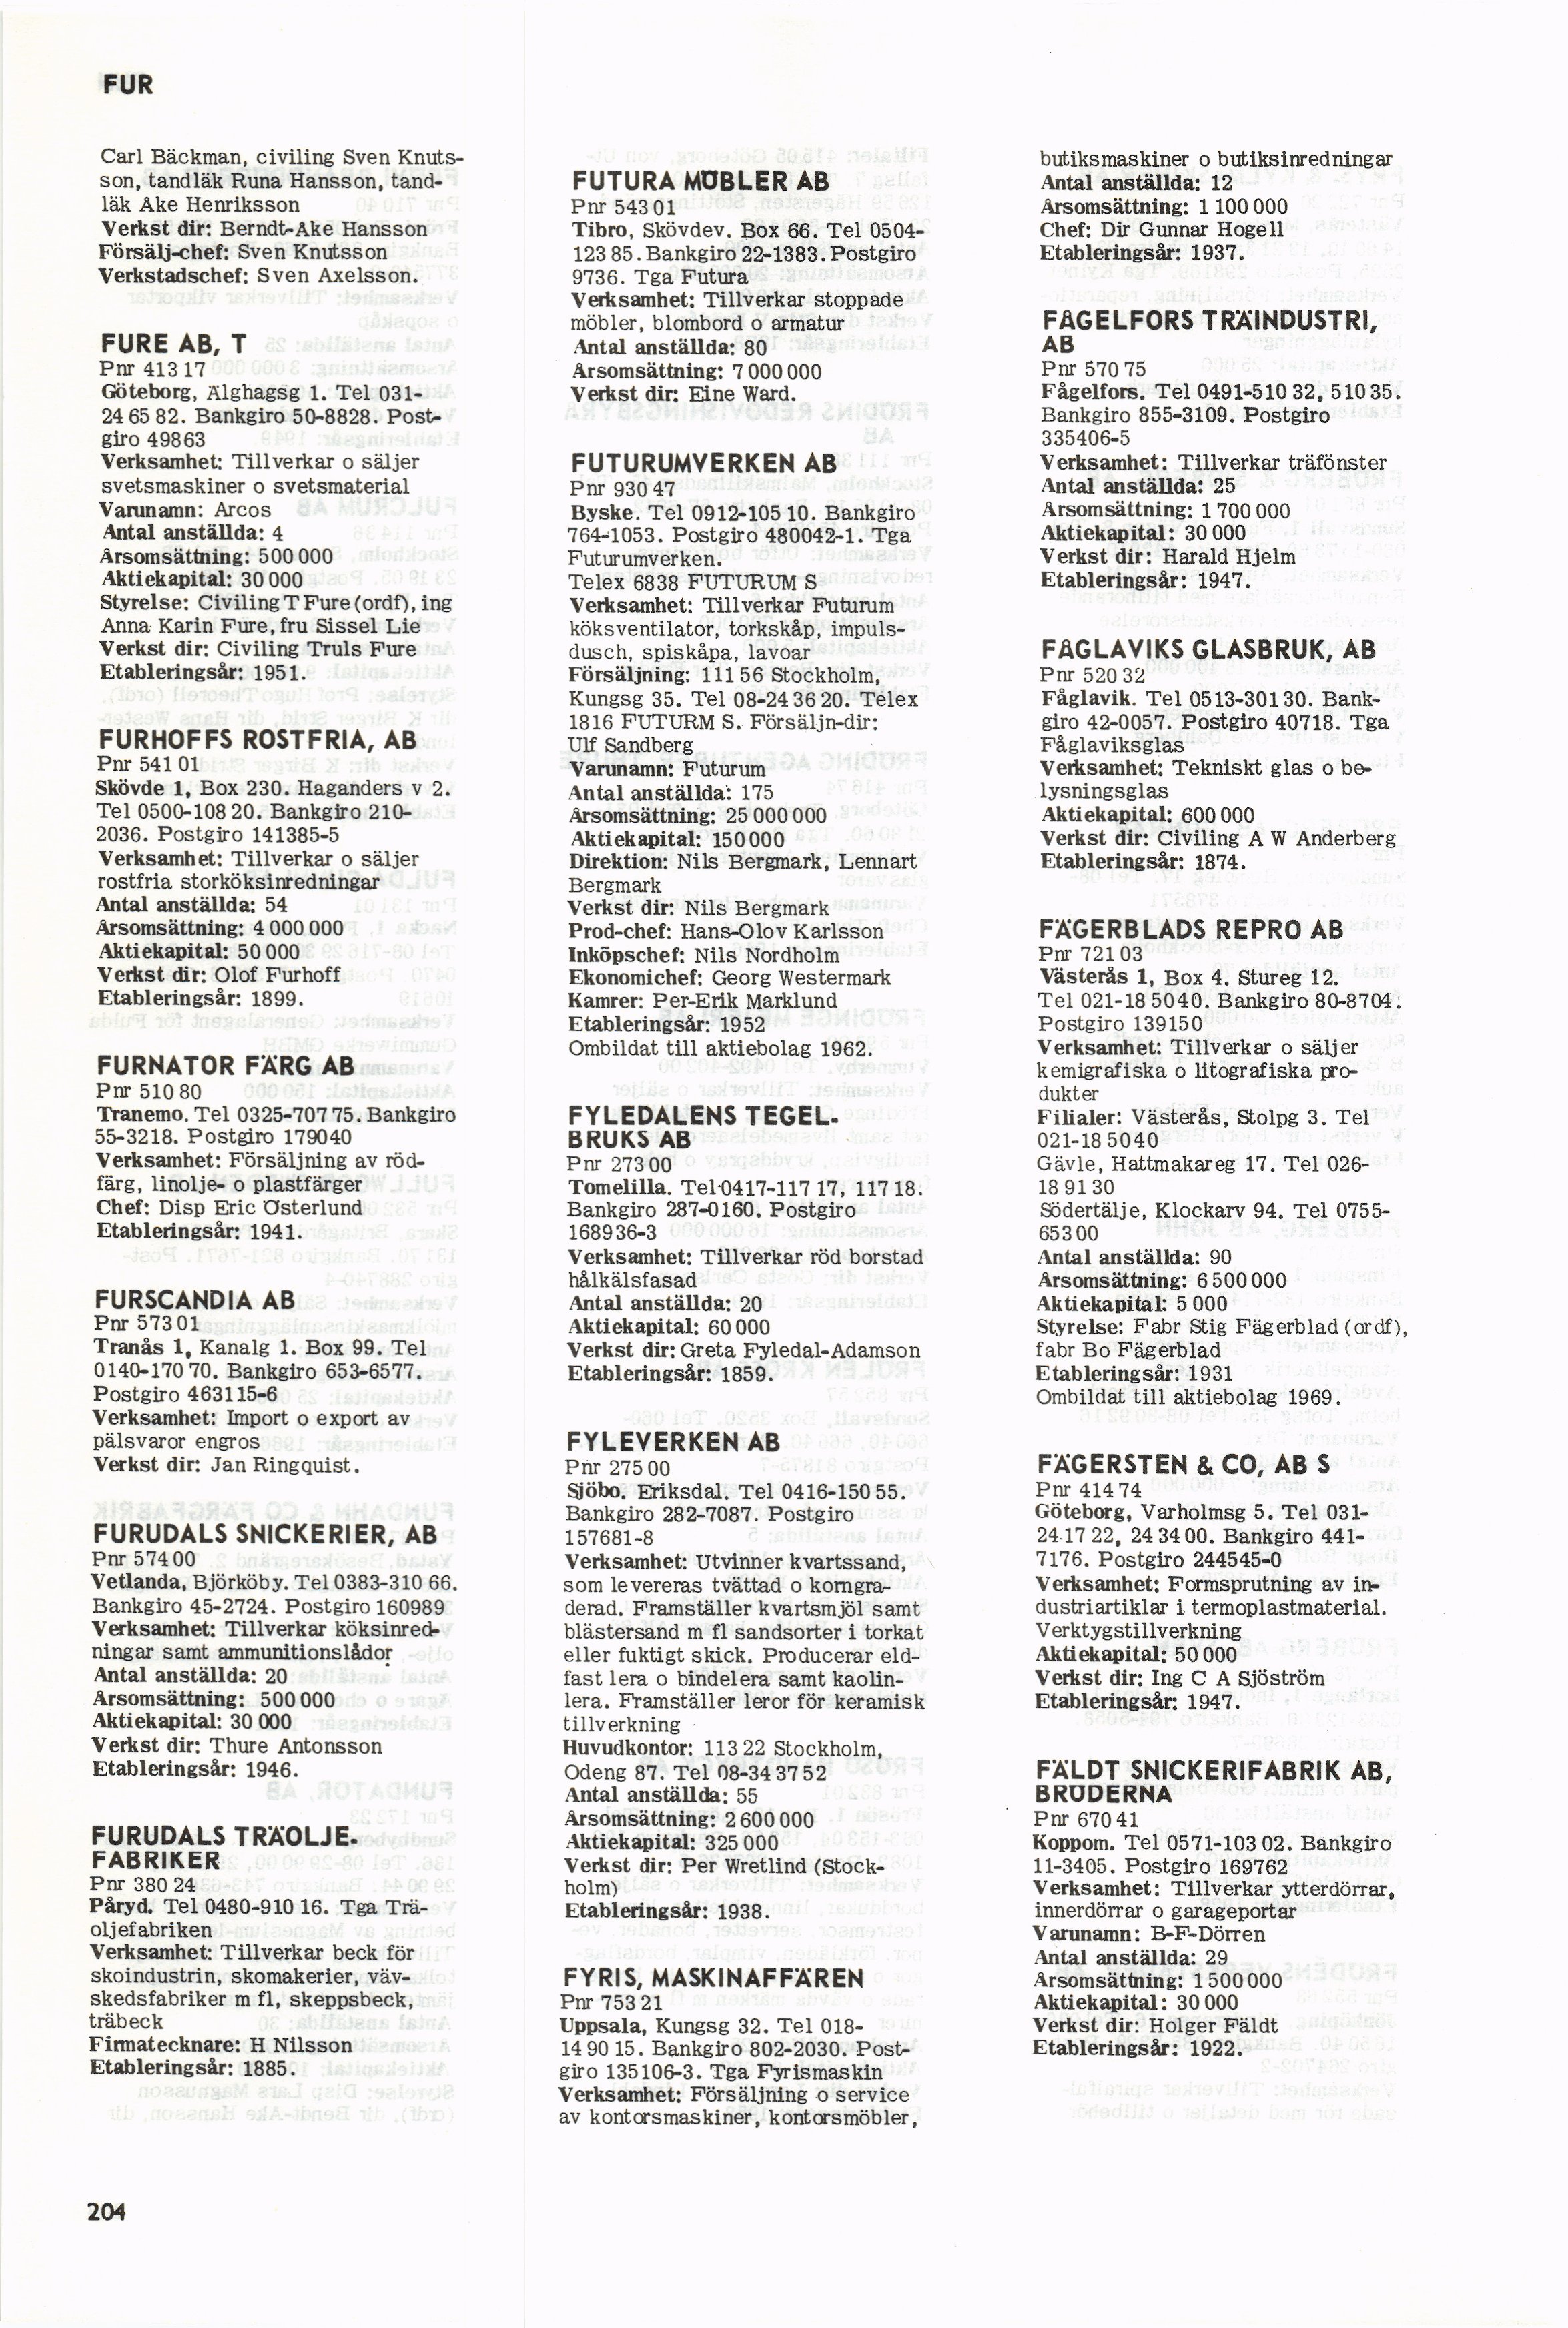 FUR
Carl Bäckman, civiling Sven Knuts-
son, tandläk Runa Hansson, tand-
läk Åke Henriksson
Verkst dir: Berndt-Åke Hansson
Försälj-chef: Sven Knutsson
Verkstadschef: Sven Axelsson.
FURE AB, T
Pnr 413 17
Göteborg, Älghagsg 1. Tel 031-
24 65 82. Bankgiro 50-8828. Post-
giro 49863
Verksamhet: Tillverkar o säljer
svetsmaskiner o svetsmaterial
Varunamn: Arcos
Antal anställda: 4
Årsomsättning: 500 000
Aktiekapital: 30 000
Styrelse: Civiling T Fure (ordf), ing
Anna Karin Fure, fru Sissel Lie
Verkst dir: Civiling Truls Fure
Etableringsår: 1951.
FURHOFFS ROSTFRIA, AB
Pnr 541 01
Skövde 1, Box 230. Haganders v 2.
Tel 0500-108 20. Bankgiro 210-
2036. Postgiro 141385-5
Verksamhet: Tillverkar o säljer
rostfria storköksinredningar
Antal anställda: 54
Årsomsättning: 4 000 000
Aktiekapital: 50 000
Verkst dir: Olof Furhoff
Etableringsår: 1899.
FURNATOR FÄRG AB
Pnr 510 80
Tranemo. Tel 0325-707 75. Bankgiro
55-3218. Postgiro 179040
Verksamhet: Försäljning av röd-
färg, linolje- o plastfärger
Chef: Disp Eric Österlund
Etableringsår: 1941.
FURSCANDIA AB
Pnr 573 01
Tranås 1, Kanalg 1. Box 99. Tel
0140-170 70. Bankgiro 653-6577.
Postgiro 463115-6
Verksamhet: Import o export av
pälsvaror engros
Verkst dir: Jan Ringquist.
FURUDALS SNICKERIER, AB
Pnr 574 00
Vetlanda, Björköby. Tel 0383-310 66.
Bankgiro 45-2724. Postgiro 160989
Verksamhet: Tillverkar köksinred-
ningar samt ammunitionslådor
Antal anställda: 20
Årsomsättning: 500 000
Aktiekapital: 30 000
Verkst dir: Thure Antonsson
Etableringsår: 1946.
FURUDALS TRÄOLJE-
FABRIKER
Pnr 380 24
Påryd. Tel 0480-910 16. Tga Trä-
oljefabriken
Verksamhet: Tillverkar beck för
skoindustrin, skomakerier, väv-
skedsfabriker m fl, skeppsbeck,
träbeck
Firmatecknare: H Nilsson
Etableringsår: 1885.
204
FUTURA MÖBLER AB
Pnr 543 01
Tibro, Skövdev. Box 66. Tel 0504-
123 85. Bankgiro 22-1383. Postgiro
9736. Tga Futura
Verksamhet: Tillverkar stoppade
möbler, blombord o armatur
Antal anställda: 80
Årsomsättning: 7 000 000
Verkst dir: Eine Ward.
FUTURUMVERKEN AB
Pnr 930 47
Byske. Tel 0912-105 10. Bankgiro
764-1053. Postgiro 480042-1. Tga
Futurumverken.
Telex 6838 FUTURUM S
Verksamhet: Tillverkar Futurum
köksventilator, torkskåp, impuls-
dusch, spiskåpa, lavoar
Försäljning: 111 56 Stockholm,
Kungsg 35. Tel 08-24 36 20. Telex
1816 FUTURM S. Försäljn-dir:
Ulf Sandberg
Varunamn: Futurum
Antal anställda: 175
Årsomsättning: 25 000 000
Aktiekapital: 150 000
Direktion: Nils Bergmark, Lennart
Bergmark
Verkst dir: Nils Bergmark
Prod-chef: Hans-Olov Karlsson
Inköpschef: Nils Nordholm
Ekonomichef: Georg Westermark
Kamrer: Per-Erik Marklund
Etableringsår: 1952
Ombildat till aktiebolag 1962.
FYLEDALENS TEGEL-
BRUKS AB
Pnr 273 00
Tomelilla. Tel 0417-117 17, 117 18.
Bankgiro 287-0160. Postgiro
168936-3
Verksamhet: Tillverkar röd borstad
hålkälsfasad
Antal anställda: 20
Aktiekapital: 60 000
Verkst dir: Greta Fyledal-Adamson
Etableringsår: 1859.
FYLEVERKEN AB
Pnr 275 00
Sjöbo. Eriksdal. Tel 0416-150 55.
Bankgiro 282-7087. Postgiro
157681-8
Verksamhet: Utvinner kvartssand,
som levereras tvättad o korngra-
derad. Framställer kvartsmjöl samt
blästersand m fl sandsorter i torkat
eller fuktigt skick. Producerar eld-
fast lera o bindelera samt kaolin-
lera. Framställer leror för keramisk
tillverkning
Huvudkontor: 113 22 Stockholm,
Odeng 87. Tel 08-34 37 52
Antal anställda: 55
Årsomsättning: 2 600 000
Aktiekapital: 325 000
Verkst dir: Per Wretlind (Stock-
holm)
Etableringsår: 1938.
FYRIS, MASKINAFFÄREN
Pnr 753 21
Uppsala, Kungsg 32. Tel 018-
14 90 15. Bankgiro 802-2030. Post-
giro 135106-3. Tga Fyrismaskin
Verksamhet: Försäljning o service
av kontorsmaskiner, kontorsmöbler,
butiksmaskiner o butiksinredningar
Antal anställda: 12
Årsomsättning: 1 100 000
Chef: Dir Gunnar Hogell
Etableringsår: 1937.
FÅGELFORS TRÄINDUSTRI,
AB
Pnr 570 75
Fågelfors. Tel 0491-510 32, 510 35.
Bankgiro 855-3109. Postgiro
335406-5
Verksamhet: Tillverkar träfönster
Antal anställda: 25
Årsomsättning: 1 700 000
Aktiekapital: 30 000
Verkst dir: Harald Hjelm
Etableringsår: 1947.
FÅGLAVIKS GLASBRUK, AB
Pnr 520 32
Fåglavik. Tel 0513-301 30. Bank-
giro 42-0057. Postgiro 40718. Tga
Fåglaviksglas
Verksamhet: Tekniskt glas o be-
lysningsglas
Aktiekapital: 600 000
Verkst dir: Civiling A W Anderberg
Etableringsår: 1874.
FÄGERBLADS REPRO AB
Pnr 721 03
Västerås 1, Box 4. Stureg 12.
Tel 021-18 50 40. Bankgiro 80-8704.
Postgiro 139150
Verksamhet: Tillverkar o säljer
kemigrafiska o litografiska pro-
dukter
Filialer: Västerås, Stolpg 3. Tel
021-18 50 40
Gävle, Hattmakareg 17. Tel 026-
18 91 30
Södertälje, Klockarv 94. Tel 0755-
653 00
Antal anställda: 90
Årsomsättning: 6 500 000
Aktiekapital: 5 000
Styrelse: Fabr Stig Fägerblad (ordf),
fabr Bo Fägerblad
Etableringsår: 1931
Ombildat till aktiebolag 1969.
FÄGERSTEN & CO, AB S
Pnr 414 74
Göteborg, Varholmsg 5. Tel 031-
24 17 22, 24 34 00. Bankgiro 441-
7176. Postgiro 244545-0
Verksamhet: Formsprutning av in-
dustriartiklar i termoplastmaterial.
Verktygstillverkning
Aktiekapital: 50 000
Verkst dir: Ing C A Sjöström
Etableringsår: 1947.
FÄLDT SNICKERIFABRIK AB,
BRÖDERNA
Pnr 670 41
Koppom. Tel 0571-103 02. Bankgiro
11-3405. Postgiro 169762
Verksamhet: Tillverkar ytterdörrar,
innerdörrar o garageportar
Varunamn: B-F-Dörren
Antal anställda: 29
Årsomsättning: 1 500 000
Aktiekapital: 30 000
Verkst dir: Holger Fäldt
Etableringsår: 1922.